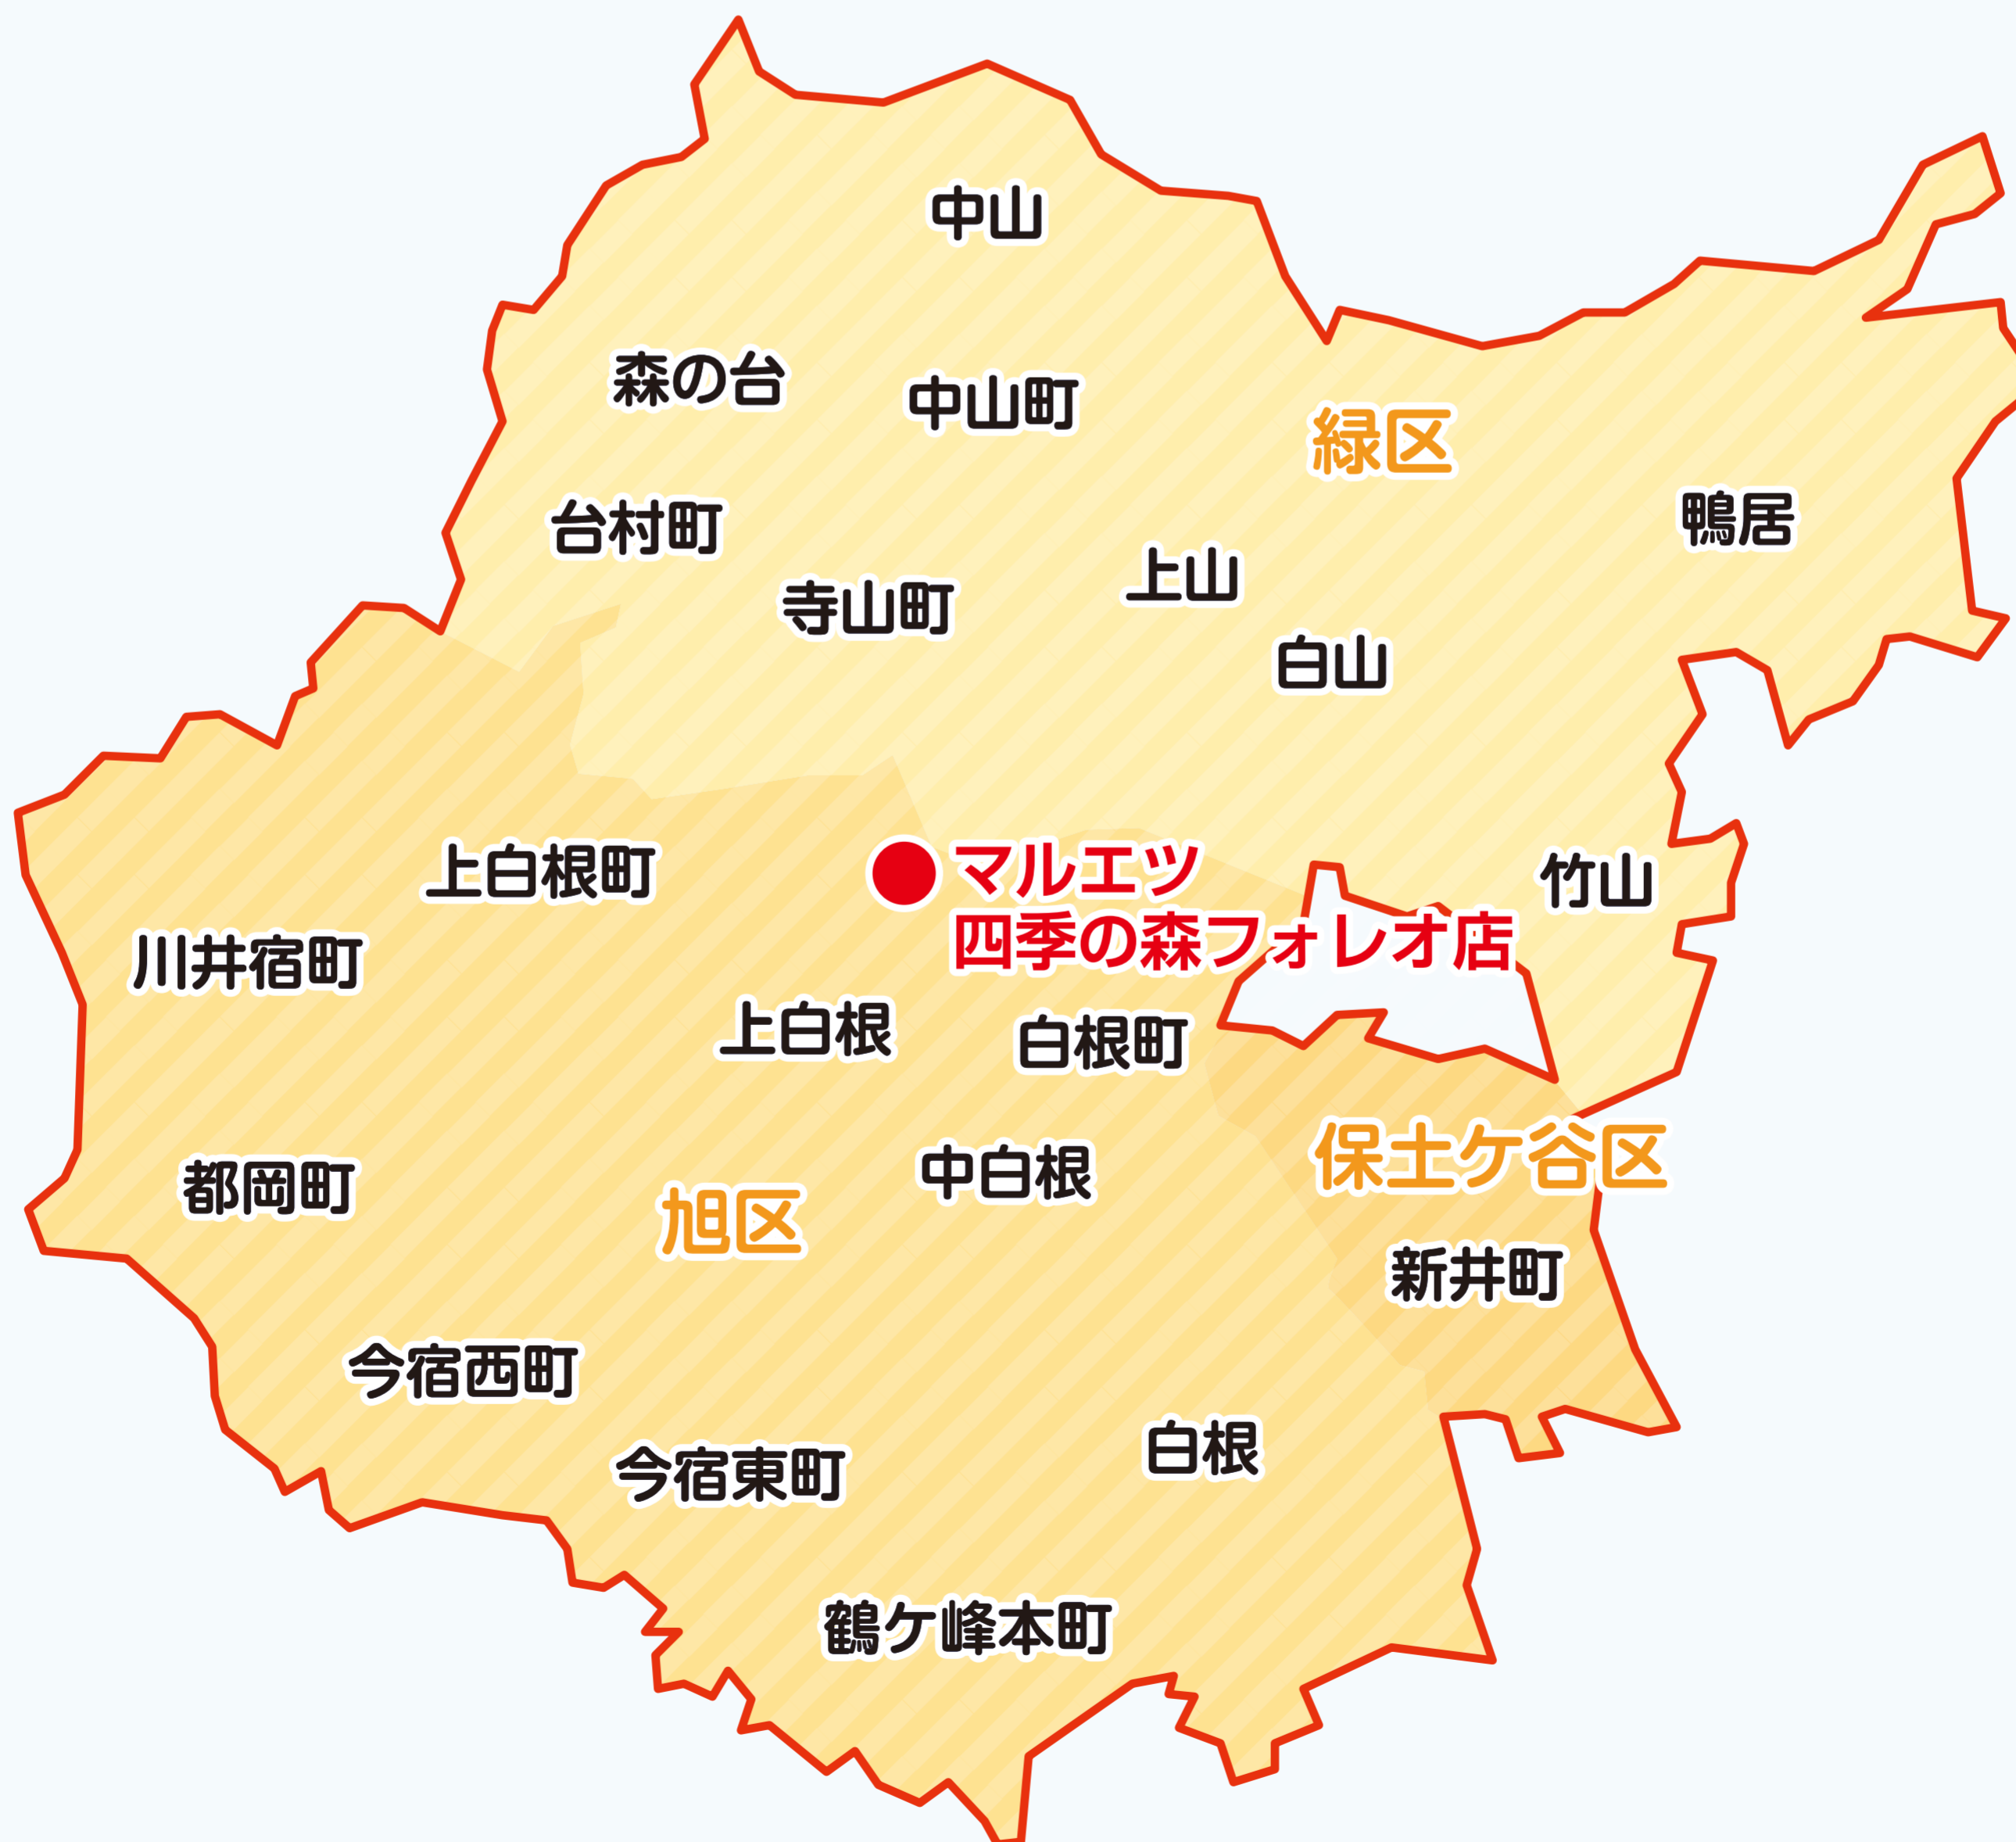 中山
森の台
中山町
緑区
鴨居
台村町
上山
寺山町
白山
マルエツ
四季の森フォレオ店
上白根町
竹山
川井宿町
上白根
白根町
保土ケ谷区
中白根
都岡町
旭区
新井町
今宿西町
白根
今宿東町
鶴ケ峰本町